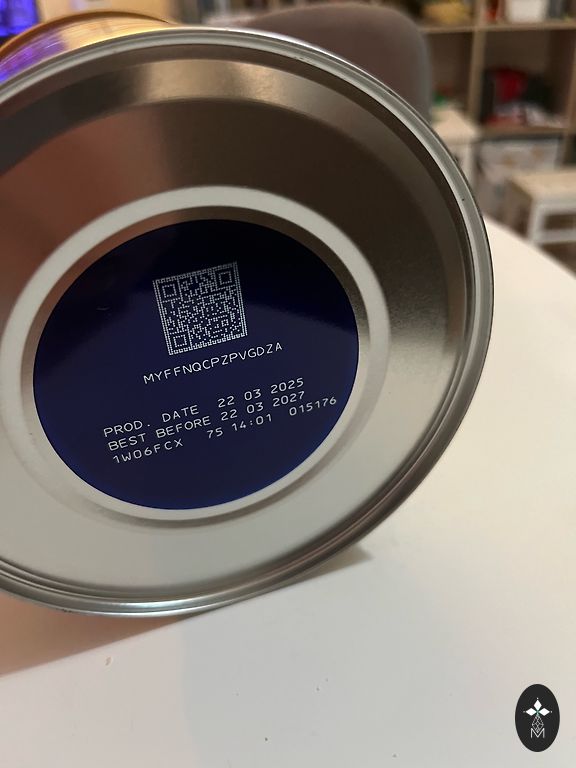 MYFFNQCPZPVGDZA
PROD. DATE 22 03 2025
BEST BEFORE 22 03 2027
1W06FCX 75 14:01 015176
M